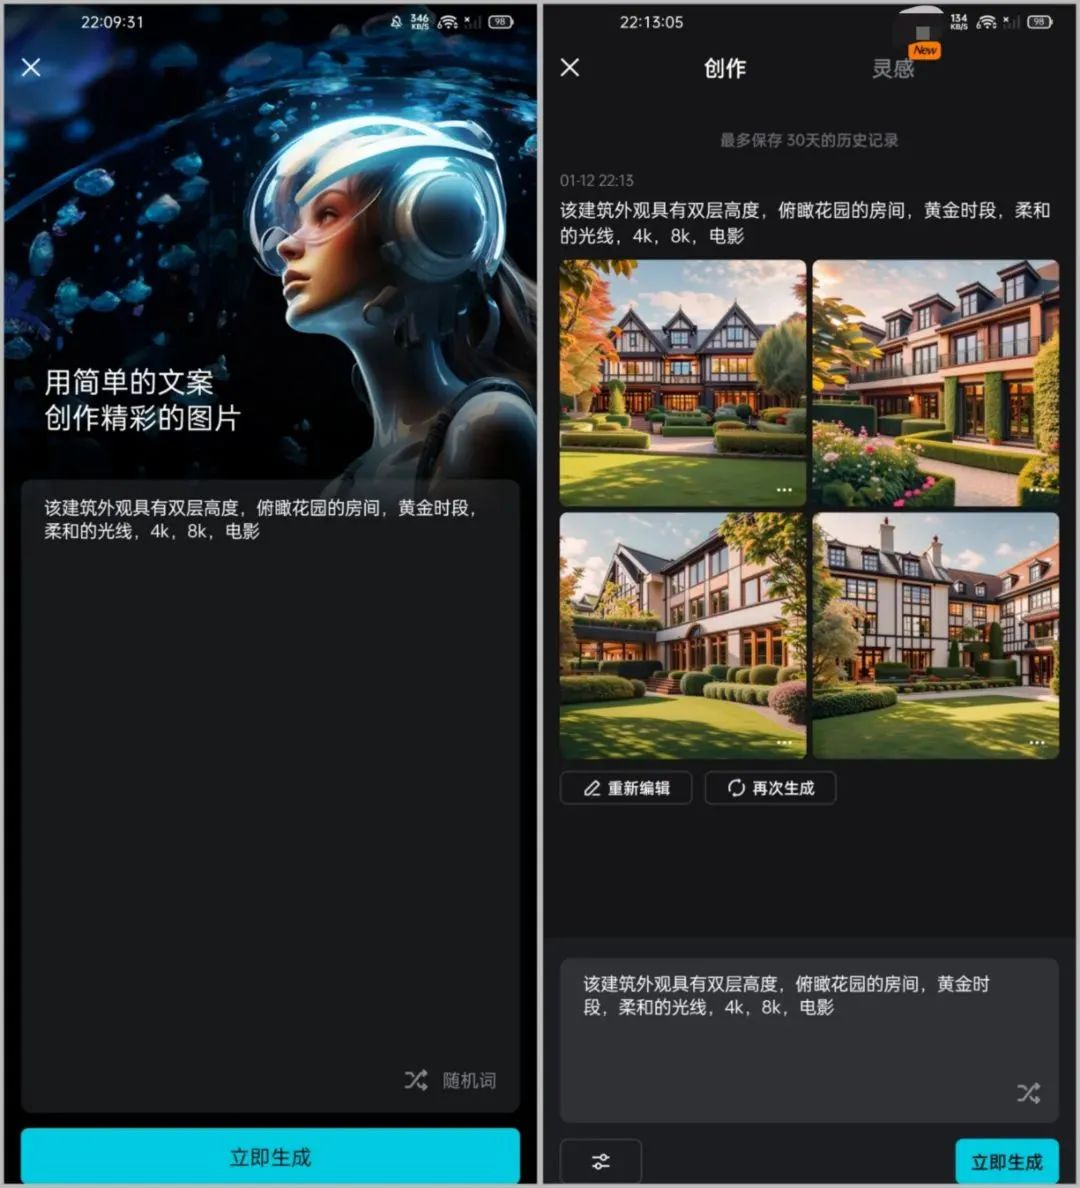 22:09:31
346
KB/S
6
98
用简单的文案
创作精彩的图片
该建筑外观具有双层高度，俯瞰花园的房间，黄金时段，
柔和的光线，4k，8k，电影
随机词
立即生成
22:13:05
134
KB/S
6
98
创作
灵感
New
最多保存 30天的历史记录
01-12 22:13
该建筑外观具有双层高度，俯瞰花园的房间，黄金时段，柔和
的光线，4k，8k，电影
重新编辑
再次生成
该建筑外观具有双层高度，俯瞰花园的房间，黄金时
段，柔和的光线，4k，8k，电影
立即生成